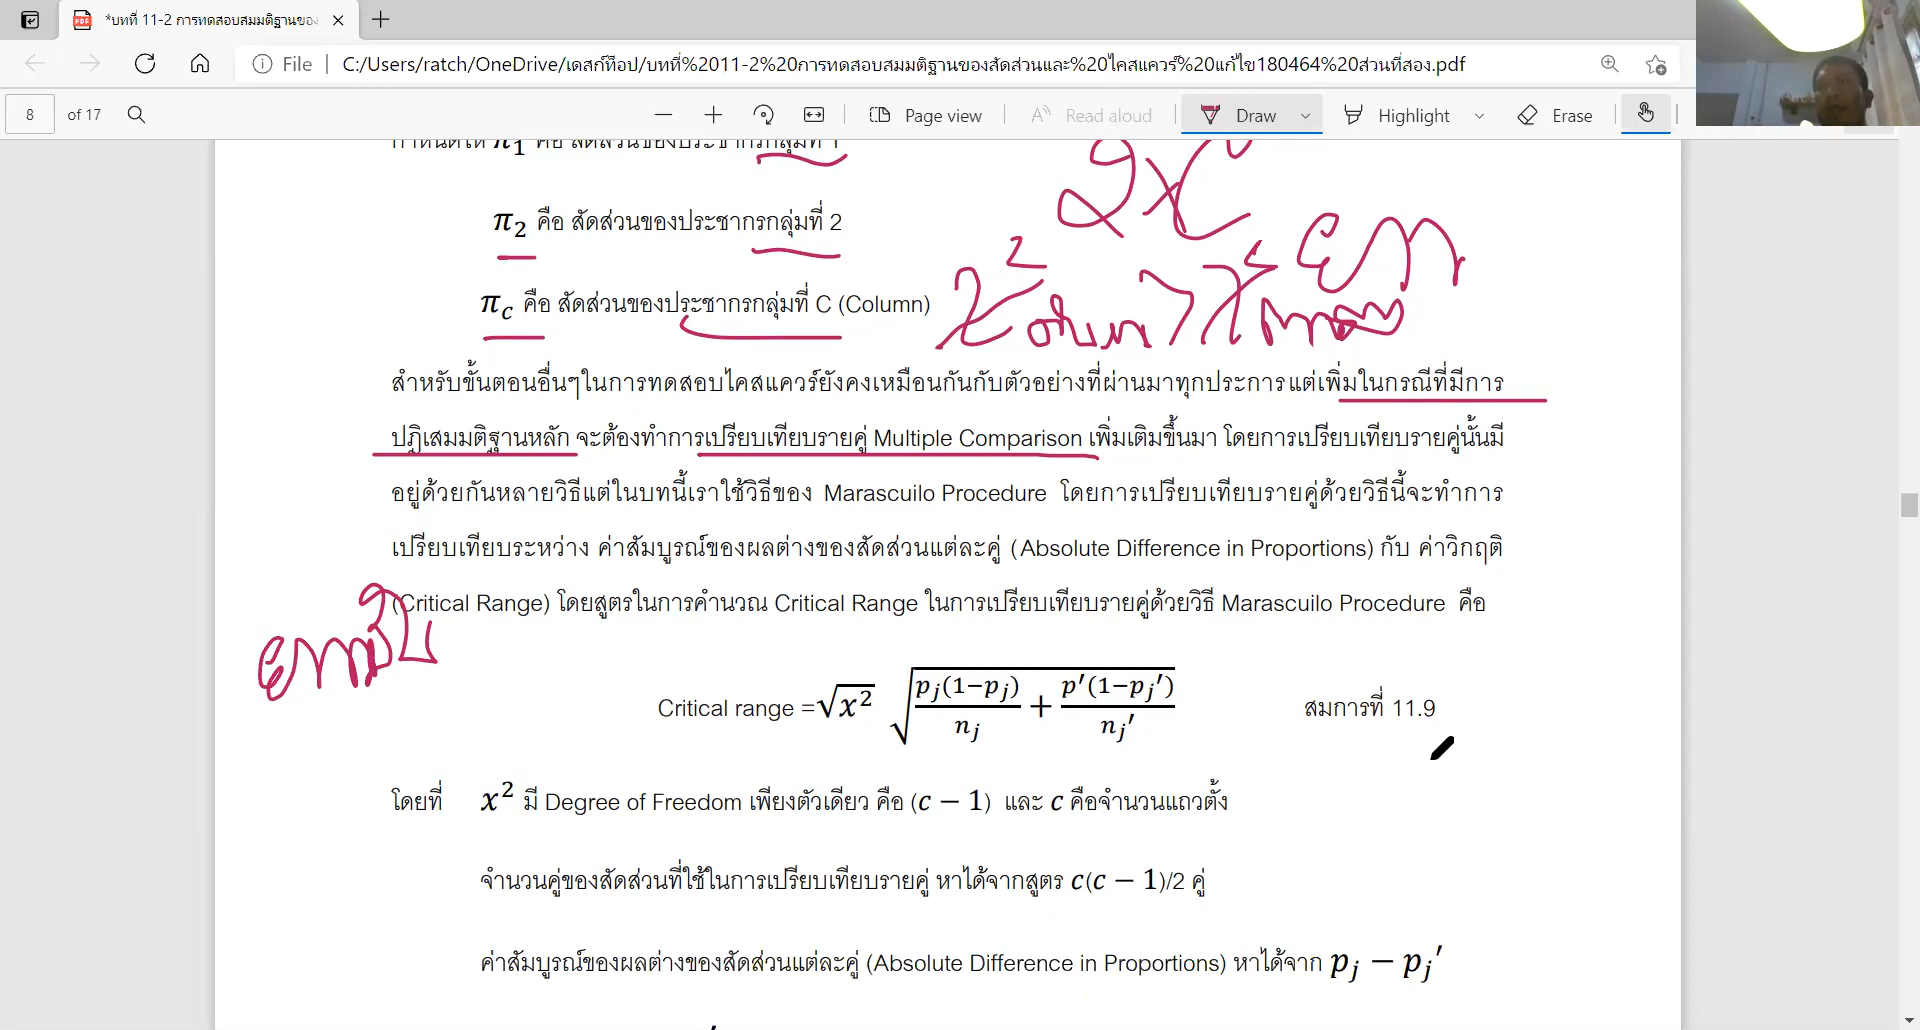 *บทที่ 11-2 การทดสอบสมมติฐานของ
File
C:/Users/ratch/OneDrive/เดสก์ท็อป/บทที่%2011-2%20การทดสอบสมมติฐานของสัดส่วนและ%20ไคสแควร์%20แก้ไข180464%20ส่วนที่สอง.pdf
8 of 17 Page view Read aloud Draw Highlight Erase
กำหนดให้ π1 คือ สัดส่วนของประชากรกลุ่มที่ 1
π2 คือ สัดส่วนของประชากรกลุ่มที่ 2
πc คือ สัดส่วนของประชากรกลุ่มที่ C (Column)
สำหรับขั้นตอนอื่นๆในการทดสอบไคสแควร์ยังคงเหมือนกันกับตัวอย่างที่ผ่านมาทุกประการ แต่เพิ่มในกรณีที่มีการ
ปฏิเสมมติฐานหลัก จะต้องทำการเปรียบเทียบรายคู่ Multiple Comparison เพิ่มเติมขึ้นมา โดยการเปรียบเทียบรายคู่นั้นมี
อยู่ด้วยกันหลายวิธีแต่ในบทนี้เราใช้วิธีของ Marascuilo Procedure โดยการเปรียบเทียบรายคู่ด้วยวิธีนี้จะทำการ
เปรียบเทียบระหว่าง ค่าสัมบูรณ์ของผลต่างของสัดส่วนแต่ละคู่ (Absolute Difference in Proportions) กับ ค่าวิกฤติ
(Critical Range) โดยสูตรในการคำนวณ Critical Range ในการเปรียบเทียบรายคู่ด้วยวิธี Marascuilo Procedure คือ
Critical range =√x² √(pj(1−pj)/nj + p′(1−pj′)/nj′) สมการที่ 11.9
โดยที่ x² มี Degree of Freedom เพียงตัวเดียว คือ (c − 1) และ c คือจำนวนแถวตั้ง
จำนวนคู่ของสัดส่วนที่ใช้ในการเปรียบเทียบรายคู่ หาได้จากสูตร c(c − 1)/2 คู่
ค่าสัมบูรณ์ของผลต่างของสัดส่วนแต่ละคู่ (Absolute Difference in Proportions) หาได้จาก pj − pj′